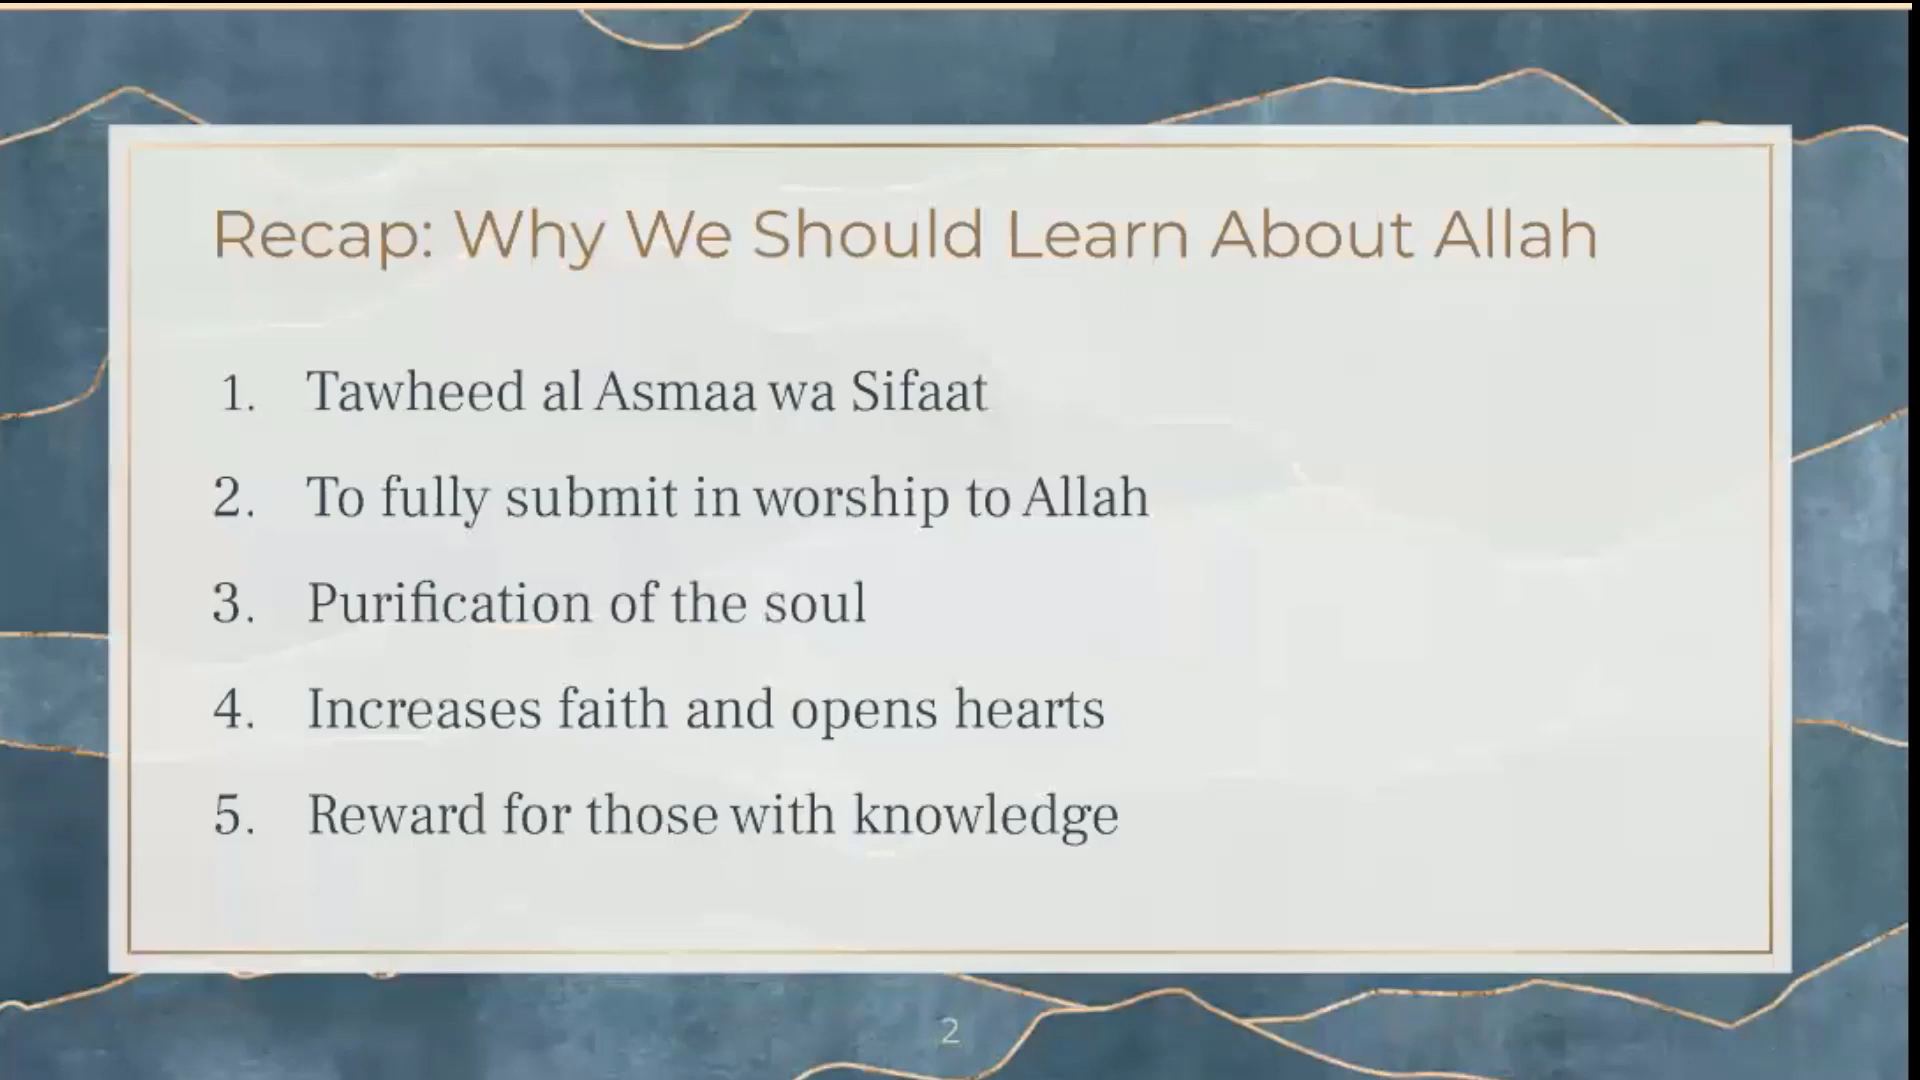 Recap: Why We Should Learn About Allah
1. Tawheed al Asmaa wa Sifaat
2. To fully submit in worship to Allah
3. Purification of the soul
4. Increases faith and opens hearts
5. Reward for those with knowledge
2